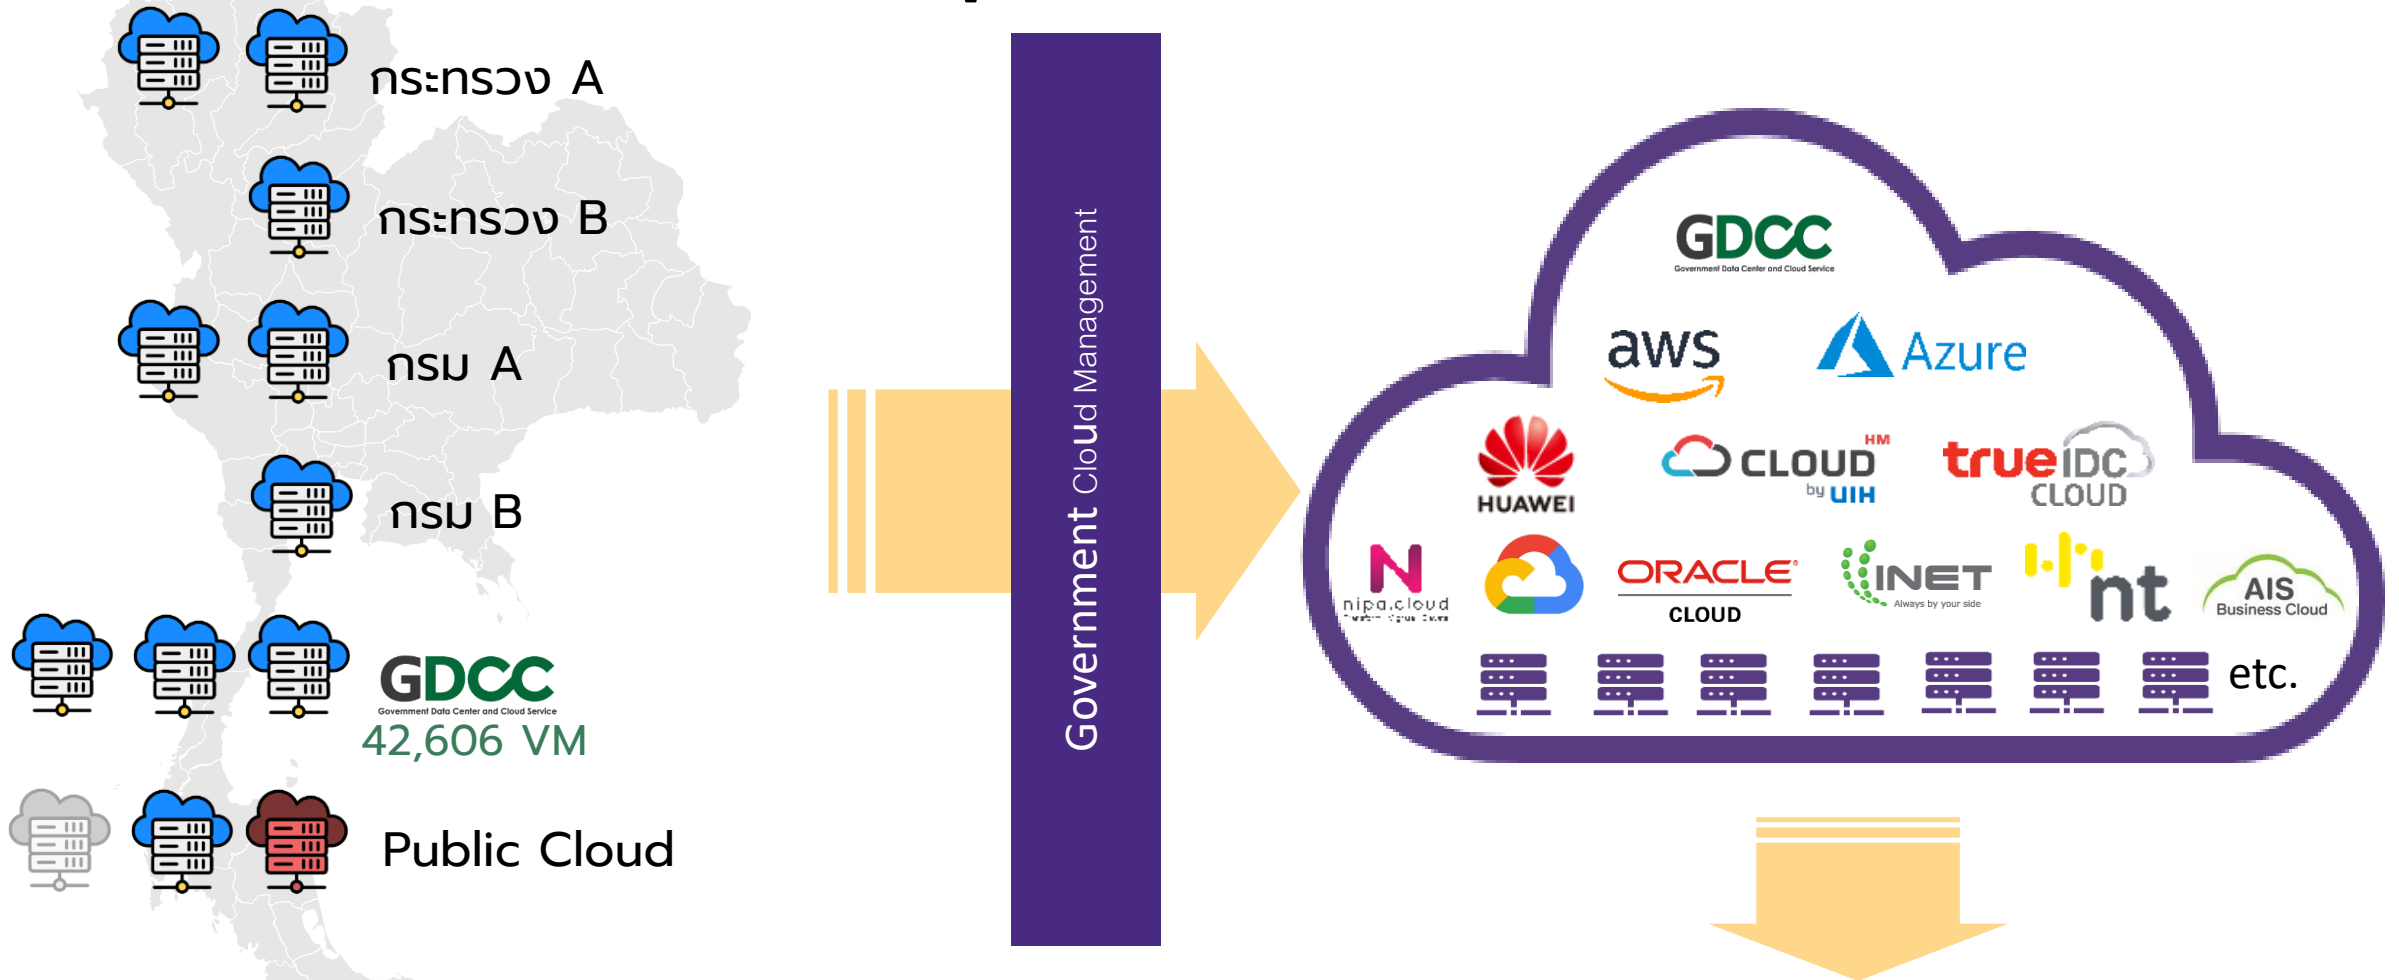 กระทรวง A
กระทรวง B
กรม A
กรม B
GDCC
Government Data Center and Cloud Service
42,606 VM
Public Cloud
Government Cloud Management
GDCC
Government Data Center and Cloud Service
aws
Azure
HUAWEI
CLOUD HM
by UIH
true IDC
CLOUD
N
nipa.cloud
ORACLE
CLOUD
INET
Always by your side
nt
AIS
Business Cloud
etc.